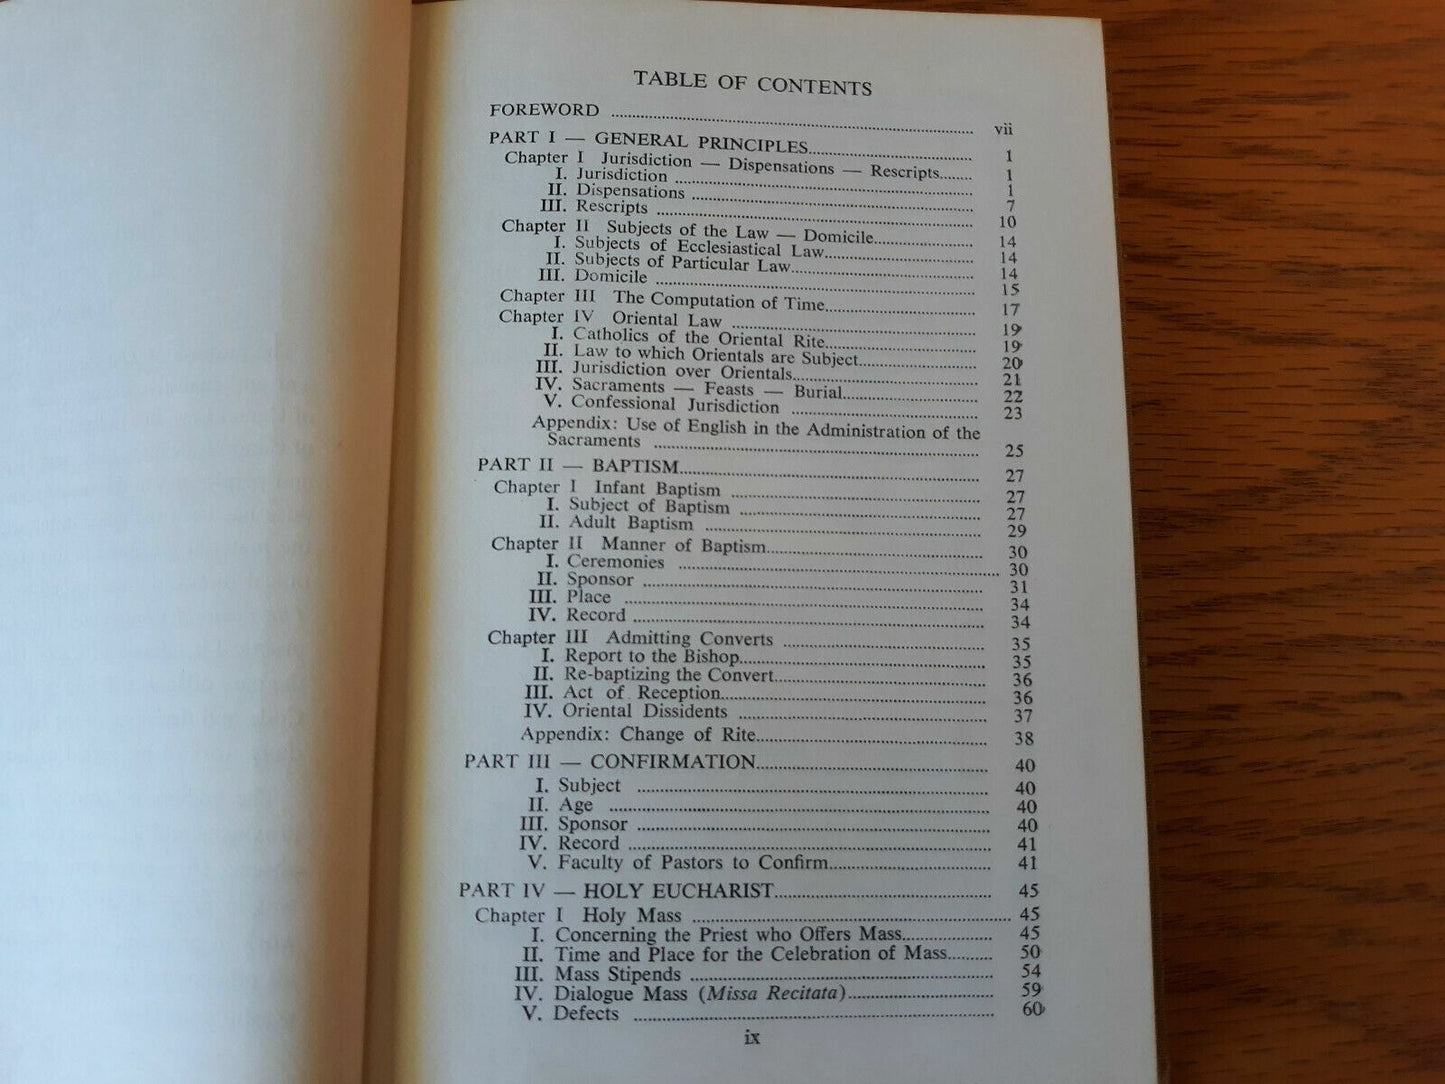 TABLE OF CONTENTS
FOREWORD ........ vii
PART I — GENERAL PRINCIPLES........ 1
Chapter I Jurisdiction — Dispensations — Rescripts........ 1
I. Jurisdiction ........ 1
II. Dispensations ........ 7
III. Rescripts ........ 10
Chapter II Subjects of the Law — Domicile........ 14
I. Subjects of Ecclesiastical Law........ 14
II. Subjects of Particular Law........ 14
III. Domicile ........ 15
Chapter III The Computation of Time........ 17
Chapter IV Oriental Law ........ 19
I. Catholics of the Oriental Rite........ 19
II. Law to which Orientals are Subject........ 20
III. Jurisdiction over Orientals........ 21
IV. Sacraments — Feasts — Burial........ 22
V. Confessional Jurisdiction ........ 23
Appendix: Use of English in the Administration of the
Sacraments ........ 25
PART II — BAPTISM........ 27
Chapter I Infant Baptism ........ 27
I. Subject of Baptism ........ 27
II. Adult Baptism ........ 29
Chapter II Manner of Baptism........ 30
I. Ceremonies ........ 30
II. Sponsor ........ 31
III. Place ........ 34
IV. Record ........ 34
Chapter III Admitting Converts ........ 35
I. Report to the Bishop........ 35
II. Re-baptizing the Convert........ 36
III. Act of Reception........ 36
IV. Oriental Dissidents ........ 37
Appendix: Change of Rite........ 38
PART III — CONFIRMATION........ 40
I. Subject ........ 40
II. Age ........ 40
III. Sponsor ........ 40
IV. Record ........ 41
V. Faculty of Pastors to Confirm........ 41
PART IV — HOLY EUCHARIST........ 45
Chapter I Holy Mass ........ 45
I. Concerning the Priest who Offers Mass........ 45
II. Time and Place for the Celebration of Mass........ 50
III. Mass Stipends ........ 54
IV. Dialogue Mass (Missa Recitata)........ 59
V. Defects ........ 60
ix